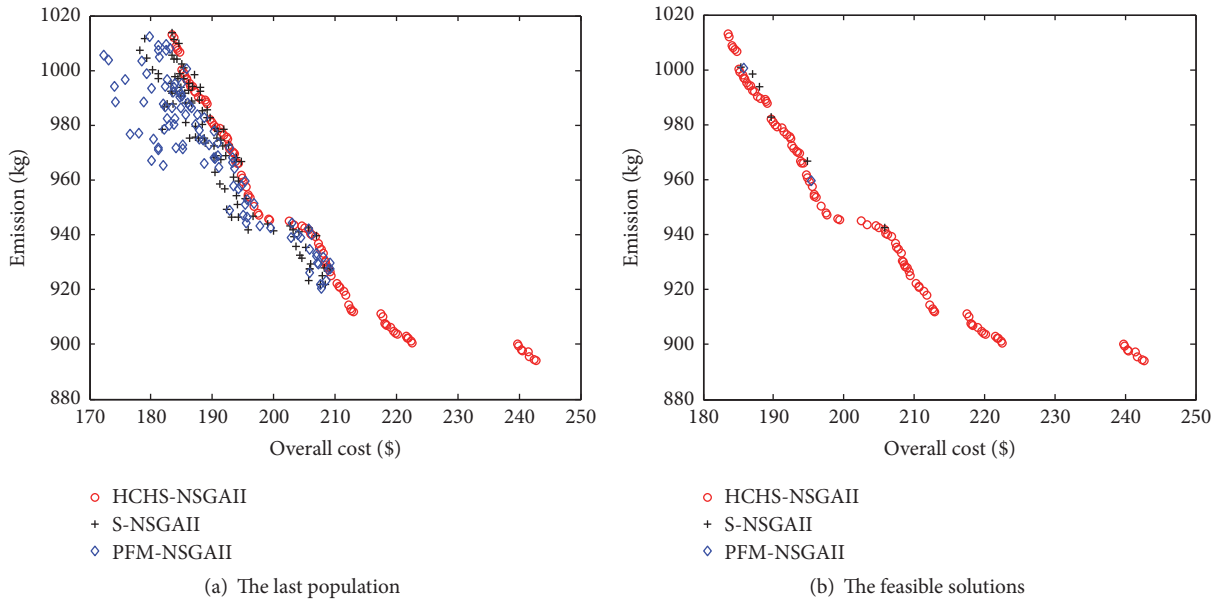 1020
1000
980
960
940
920
900
880
Emission (kg)
170 180 190 200 210 220 230 240 250
Overall cost ($)
HCHS-NSGAII
S-NSGAII
PFM-NSGAII
(a) The last population
1020
1000
980
960
940
920
900
880
Emission (kg)
180 190 200 210 220 230 240 250
Overall cost ($)
HCHS-NSGAII
S-NSGAII
PFM-NSGAII
(b) The feasible solutions